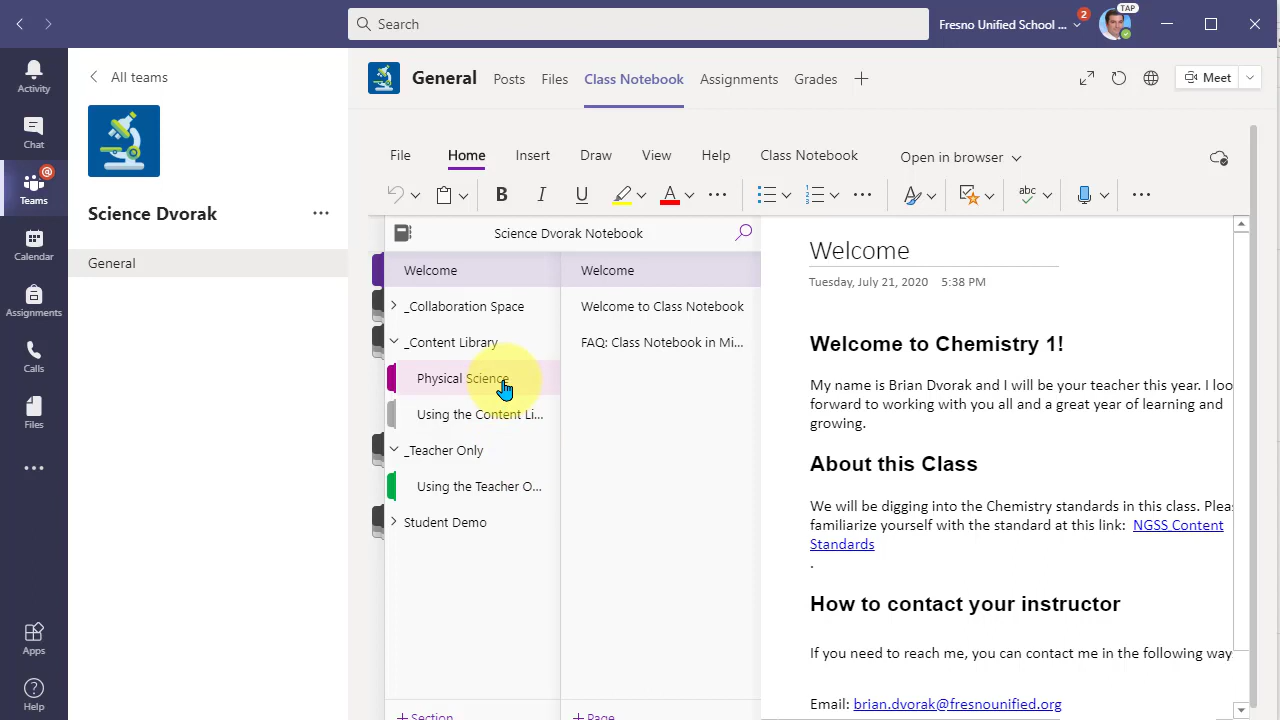 Search
Fresno Unified School ...
2
TAP
Activity
Chat
Teams
Calendar
Assignments
Calls
Files
Apps
Help
All teams
Science Dvorak
General
General
Posts
Files
Class Notebook
Assignments
Grades
Meet
File
Home
Insert
Draw
View
Help
Class Notebook
Open in browser
B
I
U
A
abc
Science Dvorak Notebook
Welcome
_Collaboration Space
_Content Library
Physical Science
Using the Content Li...
_Teacher Only
Using the Teacher O...
Student Demo
Section
Welcome
Welcome to Class Notebook
FAQ: Class Notebook in Mi...
Page
Welcome
Tuesday, July 21, 2020 5:38 PM
Welcome to Chemistry 1!
My name is Brian Dvorak and I will be your teacher this year. I loo
forward to working with you all and a great year of learning and
growing.
About this Class
We will be digging into the Chemistry standards in this class. Pleas
familiarize yourself with the standard at this link: NGSS Content
Standards
.
How to contact your instructor
If you need to reach me, you can contact me in the following way
Email: brian.dvorak@fresnounified.org